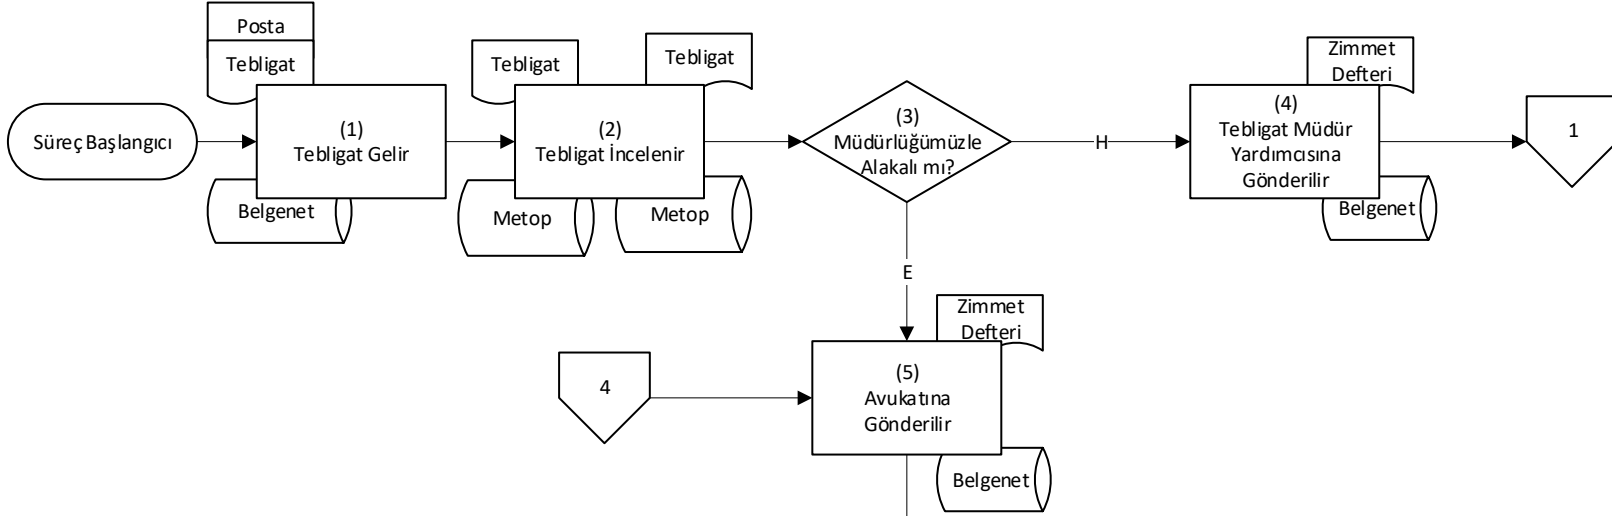 Posta
Tebligat
Süreç Başlangıcı
(1)
Tebligat Gelir
Belgenet
Tebligat
Tebligat
(2)
Tebligat İncelenir
Metop
Metop
(3)
Müdürlüğümüzle
Alakalı mı?
H
Zimmet
Defteri
(4)
Tebligat Müdür
Yardımcısına
Gönderilir
Belgenet
1
E
Zimmet
Defteri
4
(5)
Avukatına
Gönderilir
Belgenet